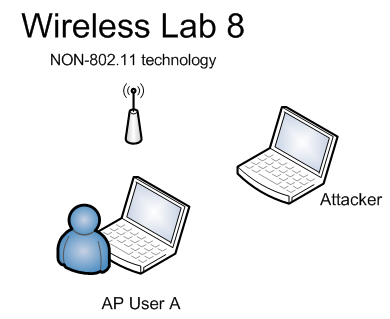 Wireless Lab 8
NON-802.11 technology
Attacker
AP User A